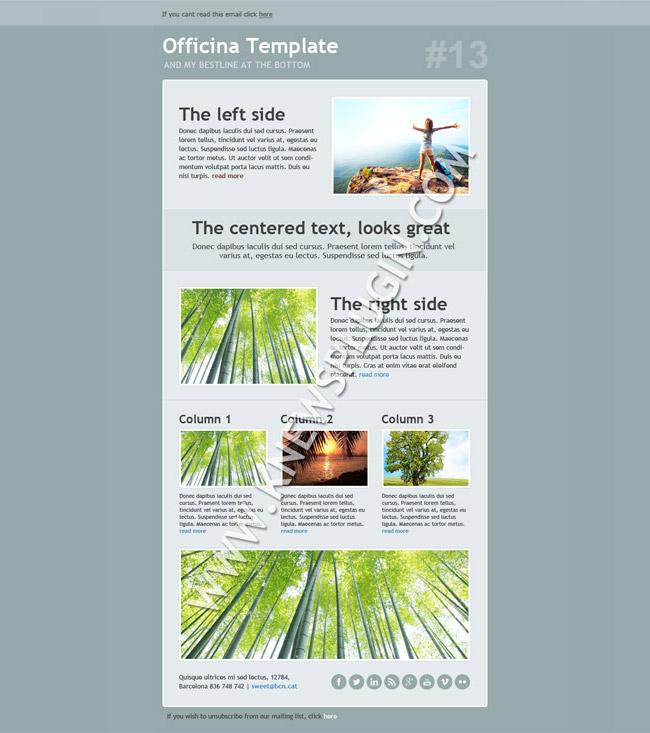 If you cant read this email click here
Officina Template
#13
AND MY BESTLINE AT THE BOTTOM
The left side
Donec dapibus iaculis dui sed cursus. Praesent
lorem tellus, tincidunt vel varius at, egestas eu
lectus. Suspendisse sed luctus ligula. Maecenas
ac tortor metus. Ut auctor velit ut sem condi-
mentum volutpat porta lacus mattis. Duis eu
nisl turpis. read more
The centered text, looks great
Donec dapibus iaculis dui sed cursus. Praesent lorem tellus, tincidunt vel
varius at, egestas eu lectus. Suspendisse sed luctus ligula.
The right side
Donec dapibus iaculis dui sed cursus. Praesent
lorem tellus, tincidunt vel varius at, egestas eu
lectus. Suspendisse sed luctus ligula. Maecenas
ac tortor metus. Ut auctor velit ut sem condi-
mentum volutpat porta lacus mattis. Duis eu
nisl turpis. Cras at enim vitae erat eleifend
placerat. read more
Column 1
Donec dapibus iaculis dui sed
cursus. Praesent lorem tellus,
tincidunt vel varius at, egestas eu
lectus. Suspendisse sed luctus
ligula. Maecenas ac tortor metus.
read more
Column 2
Donec dapibus iaculis dui sed
cursus. Praesent lorem tellus,
tincidunt vel varius at, egestas eu
lectus. Suspendisse sed luctus
ligula. Maecenas ac tortor metus.
read more
Column 3
Donec dapibus iaculis dui sed
cursus. Praesent lorem tellus,
tincidunt vel varius at, egestas eu
lectus. Suspendisse sed luctus
ligula. Maecenas ac tortor metus.
read more
Quisque ultrices mi sed lectus, 12784,
Barcelona 836 748 742 | sweet@bcn.cat
If you wish to unsubscribe from our mailing list, click here
WWW.KNEWSPLUGIN.COM